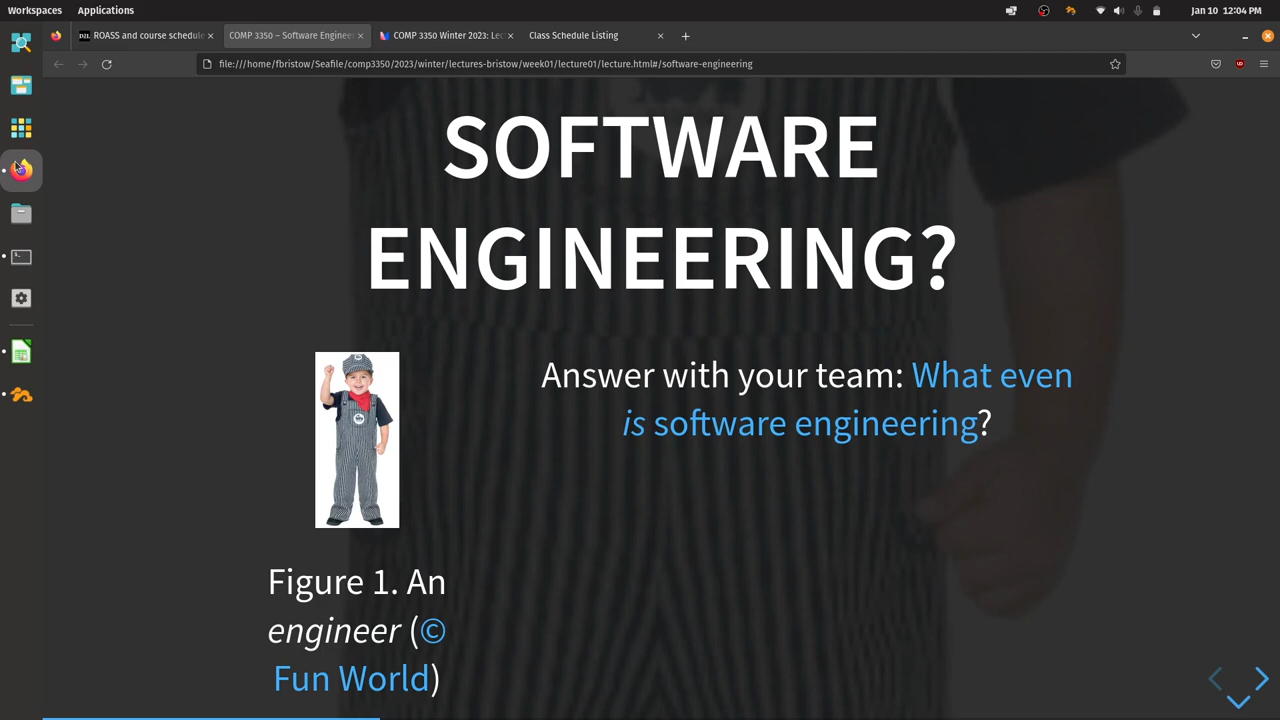 Workspaces Applications Jan 10 12:04 PM
ROASS and course schedule COMP 3350 – Software Engineer COMP 3350 Winter 2023: Lec Class Schedule Listing
file:///home/fbristow/Seafile/comp3350/2023/winter/lectures-bristow/week01/lecture01/lecture.html#/software-engineering
SOFTWARE
ENGINEERING?
Answer with your team: What even
is software engineering?
Figure 1. An
engineer (©
Fun World)